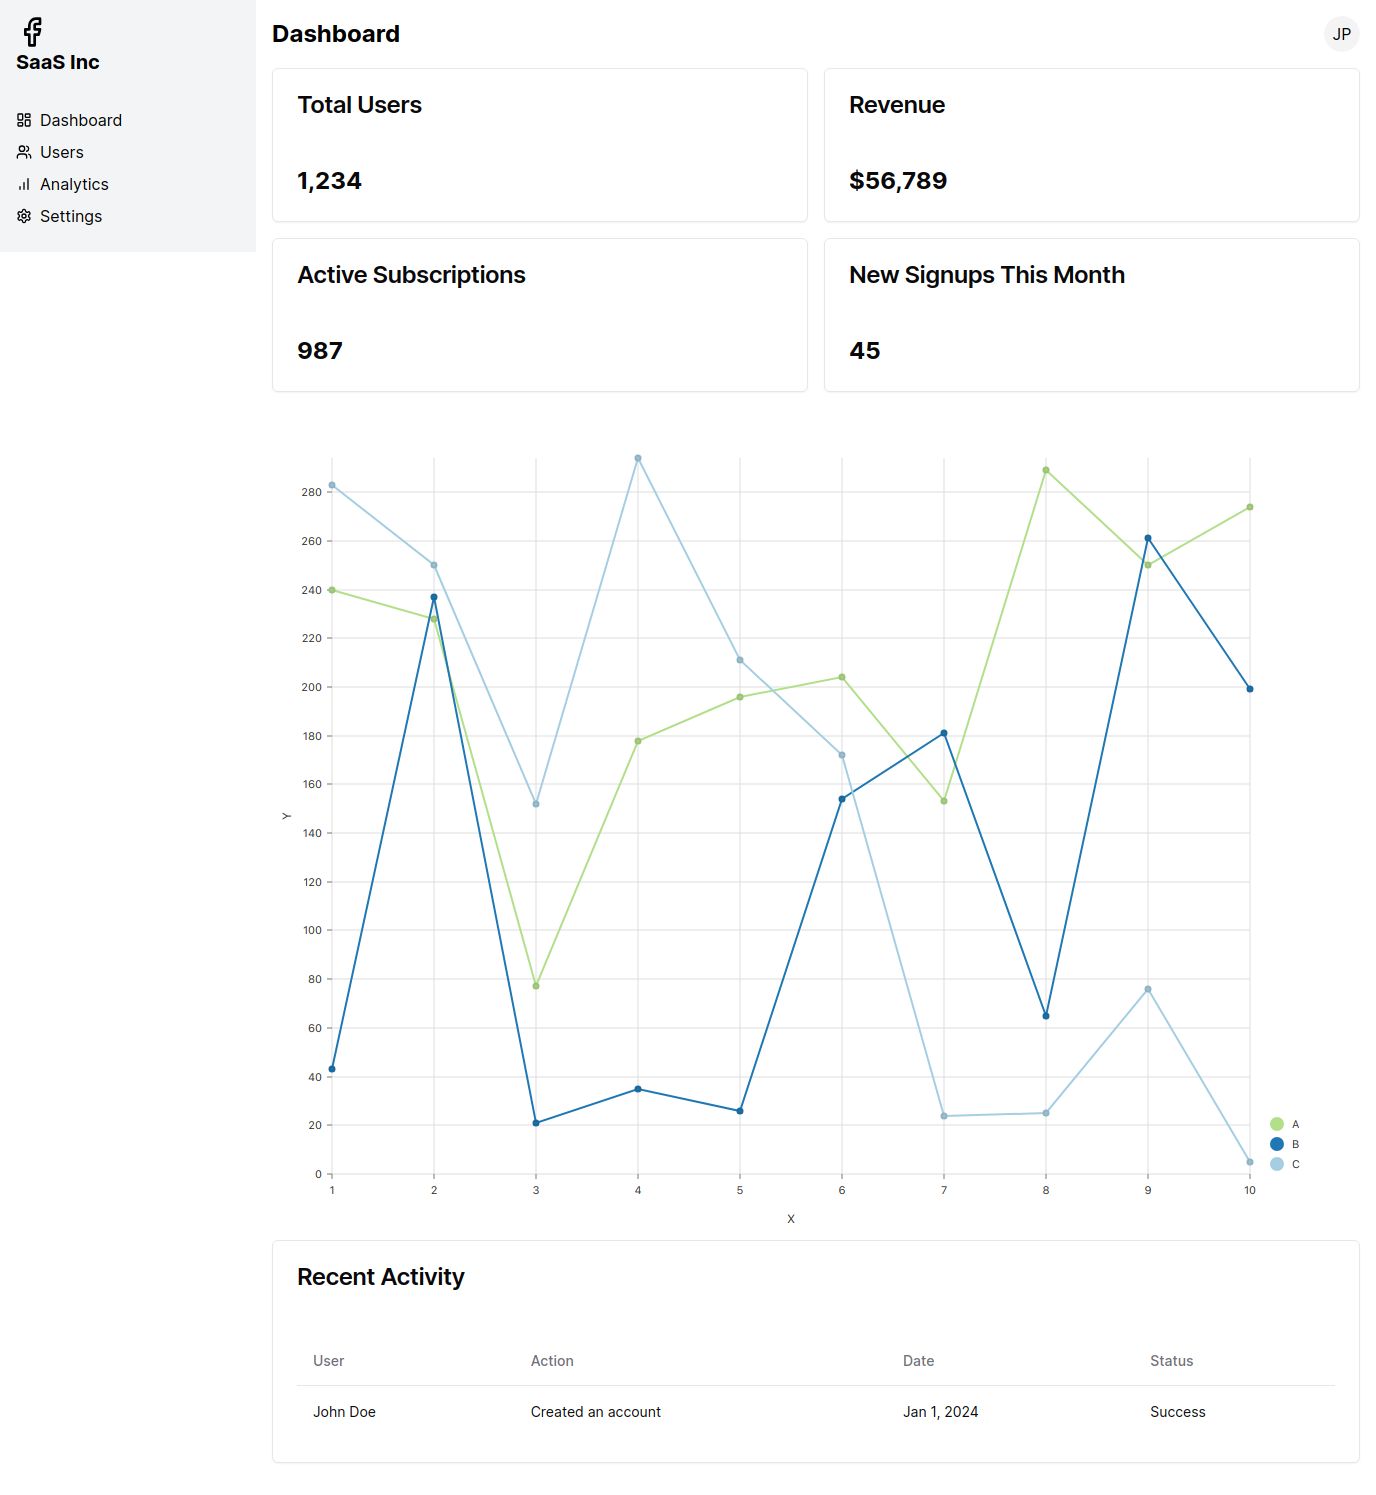 SaaS Inc
Dashboard
Users
Analytics
Settings
Dashboard
JP
Total Users
1,234
Revenue
$56,789
Active Subscriptions
987
New Signups This Month
45
280
260
240
220
200
180
160
140
120
100
80
60
40
20
0
Y
1 2 3 4 5 6 7 8 9 10
X
A
B
C
Recent Activity
User Action Date Status
John Doe Created an account Jan 1, 2024 Success